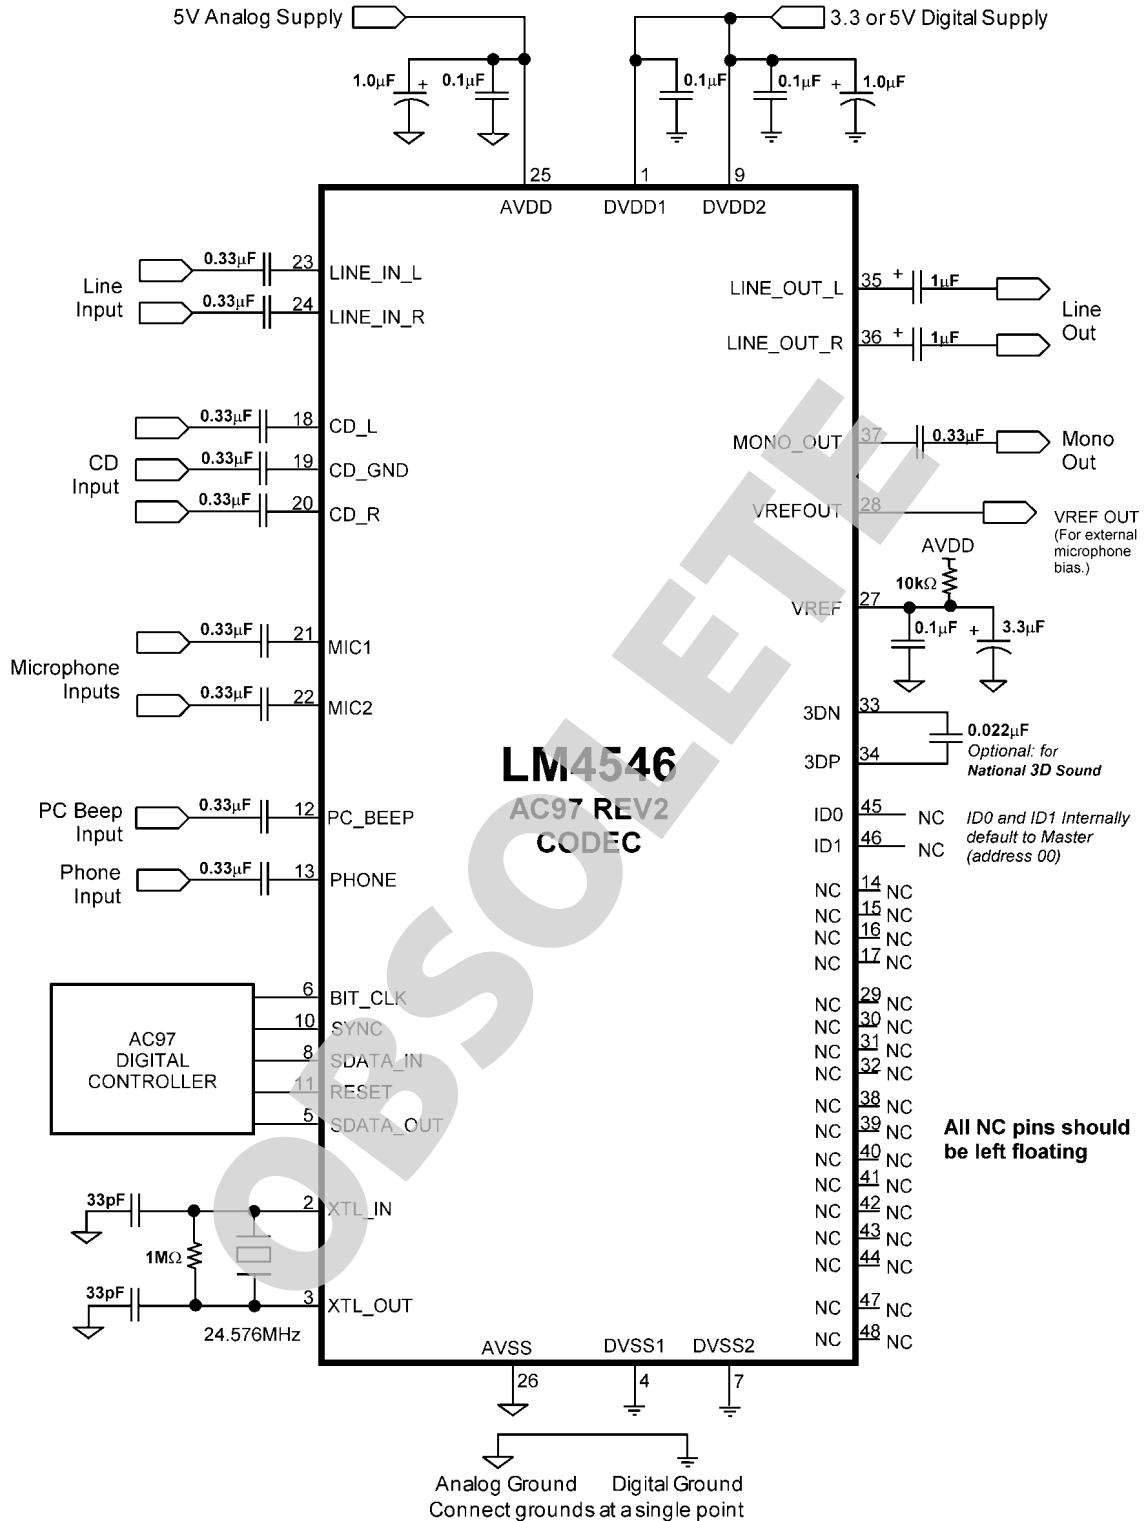 5V Analog Supply
3.3 or 5V Digital Supply
1.0µF +
0.1µF
0.1µF
0.1µF
+ 1.0µF
25
1
9
AVDD
DVDD1
DVDD2
Line
Input
0.33µF
23
LINE_IN_L
0.33µF
24
LINE_IN_R
LINE_OUT_L
35
+
1µF
LINE_OUT_R
36
+
1µF
Line
Out
CD
Input
0.33µF
18
CD_L
0.33µF
19
CD_GND
0.33µF
20
CD_R
MONO_OUT
37
0.33µF
Mono
Out
VREFOUT
28
VREF OUT
(For external
microphone
bias.)
AVDD
10kΩ
VREF
27
0.1µF
+
3.3µF
Microphone
Inputs
0.33µF
21
MIC1
0.33µF
22
MIC2
3DN
33
3DP
34
0.022µF
Optional: for
National 3D Sound
LM4546
AC97 REV2
CODEC
PC Beep
Input
0.33µF
12
PC_BEEP
Phone
Input
0.33µF
13
PHONE
ID0
45
NC
ID1
46
NC
ID0 and ID1 Internally
default to Master
(address 00)
NC 14 NC
NC 15 NC
NC 16 NC
NC 17 NC
NC 29 NC
NC 30 NC
NC 31 NC
NC 32 NC
NC 38 NC
NC 39 NC
NC 40 NC
NC 41 NC
NC 42 NC
NC 43 NC
NC 44 NC
NC 47 NC
NC 48 NC
All NC pins should
be left floating
AC97
DIGITAL
CONTROLLER
6
BIT_CLK
10
SYNC
8
SDATA_IN
11
RESET
5
SDATA_OUT
33pF
2
XTL_IN
1MΩ
33pF
3
XTL_OUT
24.576MHz
AVSS
DVSS1
DVSS2
26
4
7
Analog Ground
Digital Ground
Connect grounds at a single point
OBSOLETE